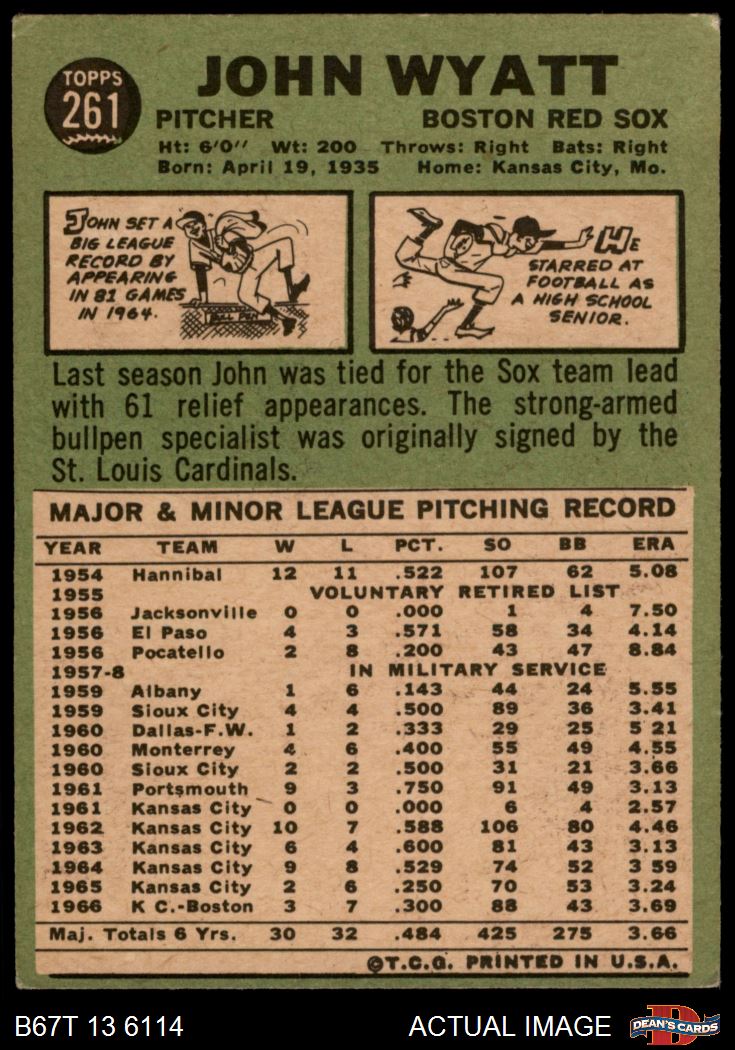 TOPPS
261
JOHN WYATT
PITCHER BOSTON RED SOX
Ht: 6'0" Wt: 200 Throws: Right Bats: Right
Born: April 19, 1935 Home: Kansas City, Mo.
JOHN SET A
BIG LEAGUE
RECORD BY
APPEARING
IN 81 GAMES
IN 1964.
BULL PEN
HE
STARRED AT
FOOTBALL AS
A HIGH SCHOOL
SENIOR.
Last season John was tied for the Sox team lead
with 61 relief appearances. The strong-armed
bullpen specialist was originally signed by the
St. Louis Cardinals.
MAJOR & MINOR LEAGUE PITCHING RECORD
YEAR TEAM W L PCT. SO BB ERA
1954 Hannibal 12 11 .522 107 62 5.08
1955 VOLUNTARY RETIRED LIST
1956 Jacksonville 0 0 .000 1 4 7.50
1956 El Paso 4 3 .571 58 34 4.14
1956 Pocatello 2 8 .200 43 47 8.84
1957-8 IN MILITARY SERVICE
1959 Albany 1 6 .143 44 24 5.55
1959 Sioux City 4 4 .500 89 36 3.41
1960 Dallas-F.W. 1 2 .333 29 25 5 21
1960 Monterrey 4 6 .400 55 49 4.55
1960 Sioux City 2 2 .500 31 21 3.66
1961 Portsmouth 9 3 .750 91 49 3.13
1961 Kansas City 0 0 .000 6 4 2.57
1962 Kansas City 10 7 .588 106 80 4.46
1963 Kansas City 6 4 .600 81 43 3.13
1964 Kansas City 9 8 .529 74 52 3 59
1965 Kansas City 2 6 .250 70 53 3.24
1966 K C.-Boston 3 7 .300 88 43 3.69
Maj. Totals 6 Yrs. 30 32 .484 425 275 3.66
©T.C.G. PRINTED IN U.S.A.
B67T 13 6114 ACTUAL IMAGE
D
DEAN'S CARDS